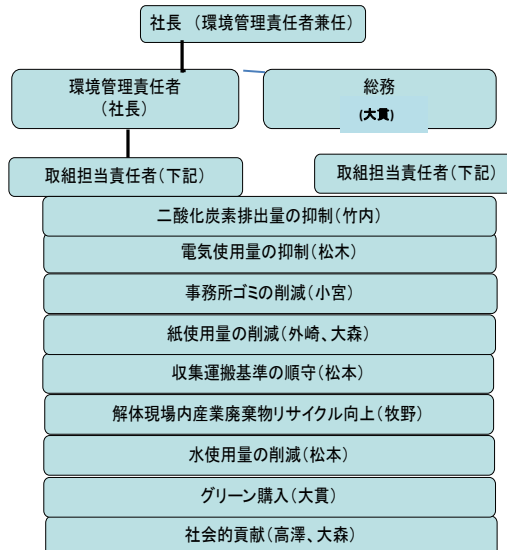 社長 （環境管理責任者兼任）
環境管理責任者
（社長）
総務
(大貫)
取組担当責任者（下記）
取組担当責任者（下記）
二酸化炭素排出量の抑制（竹内）
電気使用量の抑制（松木）
事務所ゴミの削減（小宮）
紙使用量の削減（外崎、大森）
収集運搬基準の順守（松本）
解体現場内産業廃棄物リサイクル向上（牧野）
水使用量の削減（松本）
グリーン購入（大貫）
社会的貢献（高澤、大森）